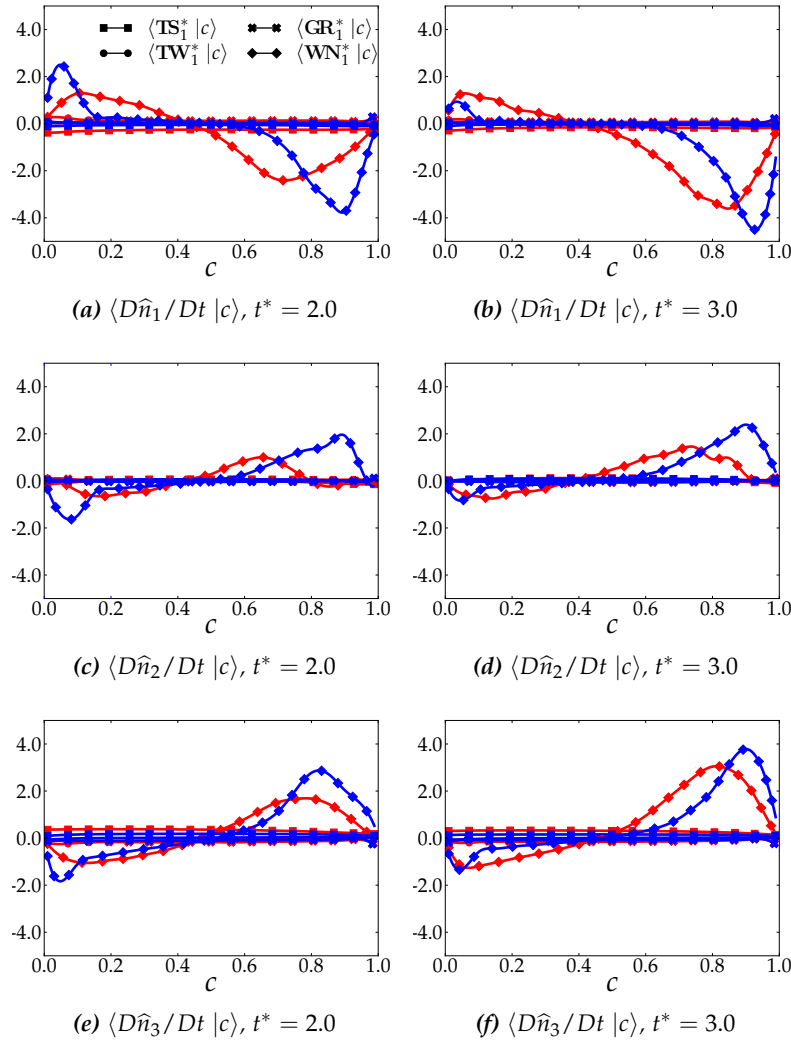 ⟨TS*1 |c⟩ ⟨GR*1 |c⟩
⟨TW*1 |c⟩ ⟨WN*1 |c⟩
4.0
2.0
0.0
-2.0
-4.0
0.0 0.2 0.4 0.6 0.8 1.0
c
(a) ⟨Dn̂1/Dt |c⟩, t* = 2.0
4.0
2.0
0.0
-2.0
-4.0
0.0 0.2 0.4 0.6 0.8 1.0
c
(b) ⟨Dn̂1/Dt |c⟩, t* = 3.0
4.0
2.0
0.0
-2.0
-4.0
0.0 0.2 0.4 0.6 0.8 1.0
c
(c) ⟨Dn̂2/Dt |c⟩, t* = 2.0
4.0
2.0
0.0
-2.0
-4.0
0.0 0.2 0.4 0.6 0.8 1.0
c
(d) ⟨Dn̂2/Dt |c⟩, t* = 3.0
4.0
2.0
0.0
-2.0
-4.0
0.0 0.2 0.4 0.6 0.8 1.0
c
(e) ⟨Dn̂3/Dt |c⟩, t* = 2.0
4.0
2.0
0.0
-2.0
-4.0
0.0 0.2 0.4 0.6 0.8 1.0
c
(f) ⟨Dn̂3/Dt |c⟩, t* = 3.0